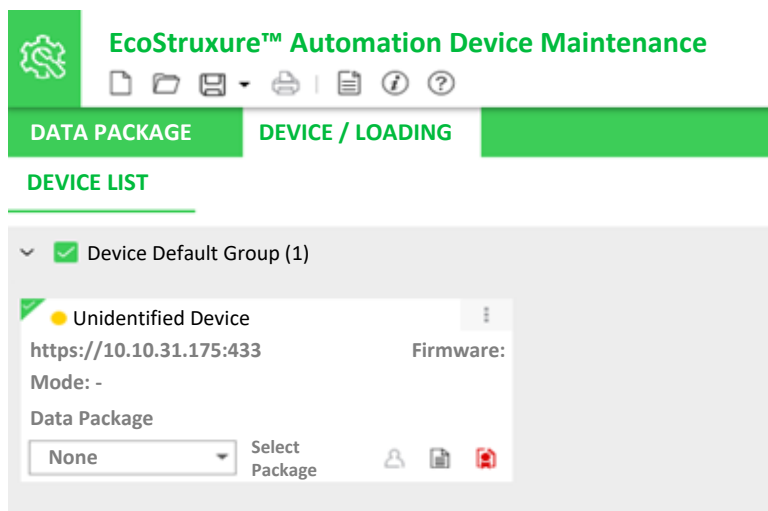 EcoStruxure™ Automation Device Maintenance
DATA PACKAGE
DEVICE / LOADING
DEVICE LIST
Device Default Group (1)
Unidentified Device
https://10.10.31.175:433 Firmware:
Mode: -
Data Package
None
Select
Package